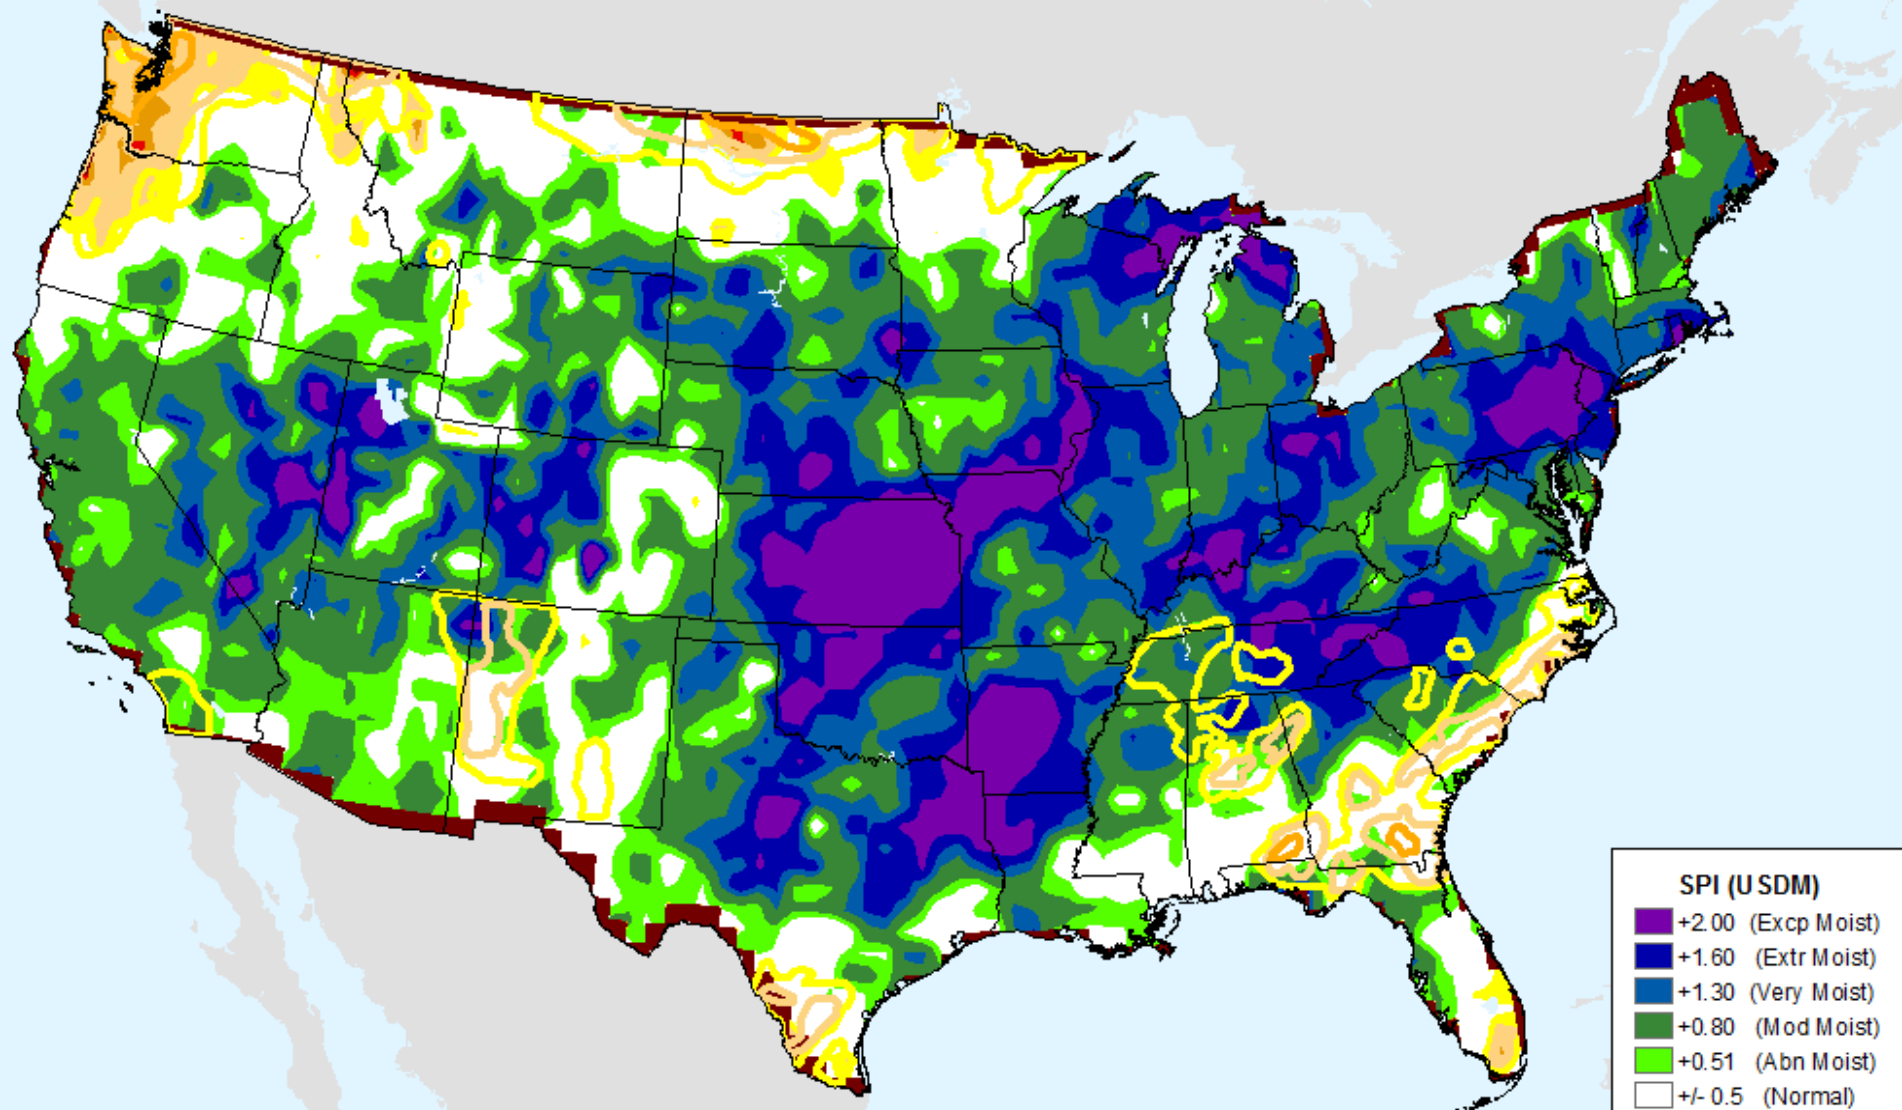 SPI (USDM)
+2.00 (Excp Moist)
+1.60 (Extr Moist)
+1.30 (Very Moist)
+0.80 (Mod Moist)
+0.51 (Abn Moist)
+/- 0.5 (Normal)